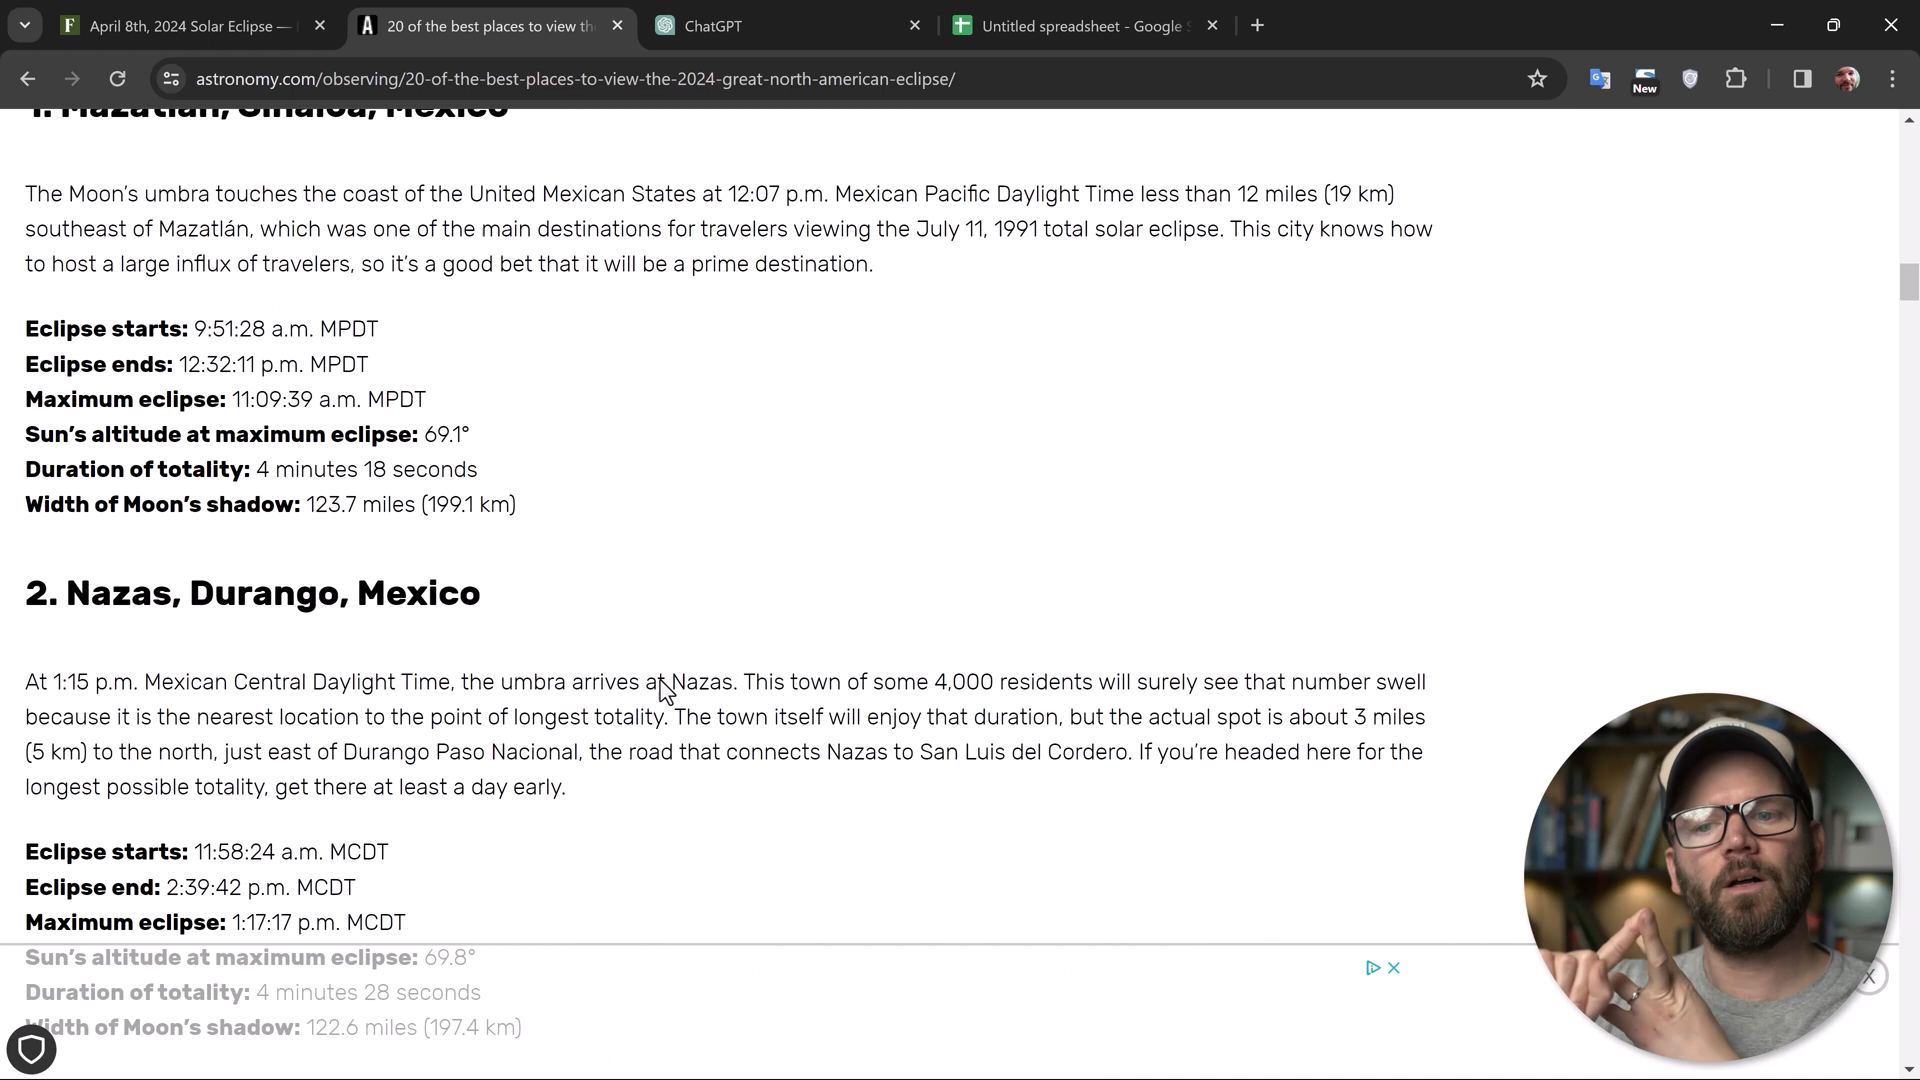 April 8th, 2024 Solar Eclipse —
20 of the best places to view th
ChatGPT
Untitled spreadsheet - Google S
astronomy.com/observing/20-of-the-best-places-to-view-the-2024-great-north-american-eclipse/
New
1. Mazatlán, Sinaloa, Mexico
The Moon's umbra touches the coast of the United Mexican States at 12:07 p.m. Mexican Pacific Daylight Time less than 12 miles (19 km)
southeast of Mazatlán, which was one of the main destinations for travelers viewing the July 11, 1991 total solar eclipse. This city knows how
to host a large influx of travelers, so it's a good bet that it will be a prime destination.
Eclipse starts: 9:51:28 a.m. MPDT
Eclipse ends: 12:32:11 p.m. MPDT
Maximum eclipse: 11:09:39 a.m. MPDT
Sun's altitude at maximum eclipse: 69.1°
Duration of totality: 4 minutes 18 seconds
Width of Moon's shadow: 123.7 miles (199.1 km)
2. Nazas, Durango, Mexico
At 1:15 p.m. Mexican Central Daylight Time, the umbra arrives at Nazas. This town of some 4,000 residents will surely see that number swell
because it is the nearest location to the point of longest totality. The town itself will enjoy that duration, but the actual spot is about 3 miles
(5 km) to the north, just east of Durango Paso Nacional, the road that connects Nazas to San Luis del Cordero. If you're headed here for the
longest possible totality, get there at least a day early.
Eclipse starts: 11:58:24 a.m. MCDT
Eclipse end: 2:39:42 p.m. MCDT
Maximum eclipse: 1:17:17 p.m. MCDT
Sun's altitude at maximum eclipse: 69.8°
Duration of totality: 4 minutes 28 seconds
Width of Moon's shadow: 122.6 miles (197.4 km)